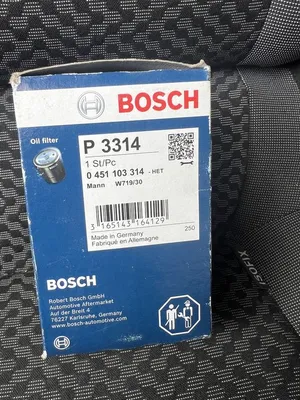 BOSCH
Oil filter
P 3314
1 St/Pc
0 451 103 314 - HET
Mann W719/30
3 165143 164129
Made in Germany
Fabriqué en Allemagne
250
BOSCH
Robert Bosch GmbH
Automotive Aftermarket
Auf der Breit 4
76227 Karlsruhe, Germany
www.bosch-automotive.com